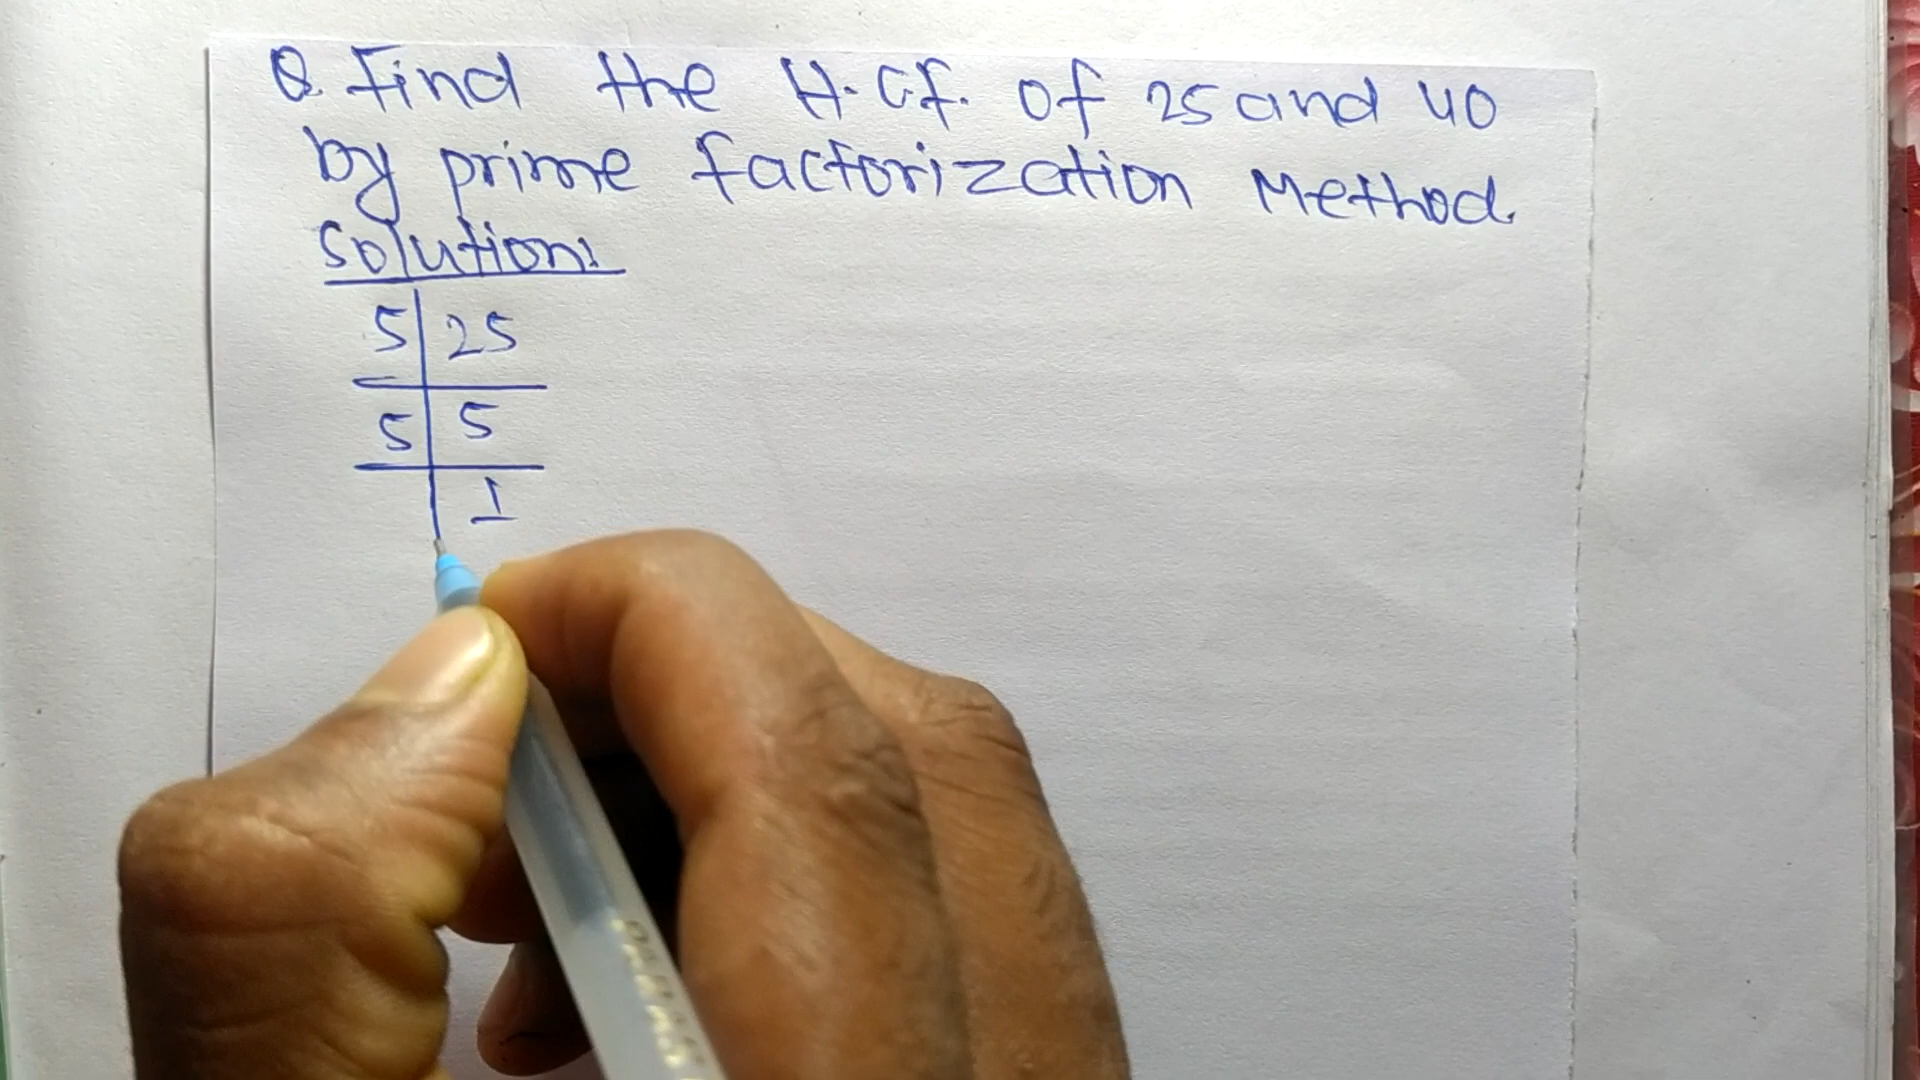 Q. Find the H.C.F. of 25 and 40
by prime factorization Method.
Solution:
5 25
5 5
1